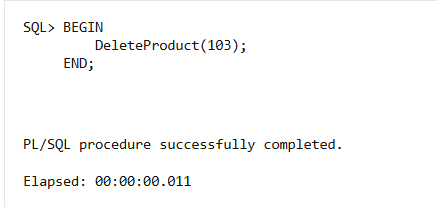 SQL> BEGIN
         DeleteProduct(103);
     END;
PL/SQL procedure successfully completed.
Elapsed: 00:00:00.011